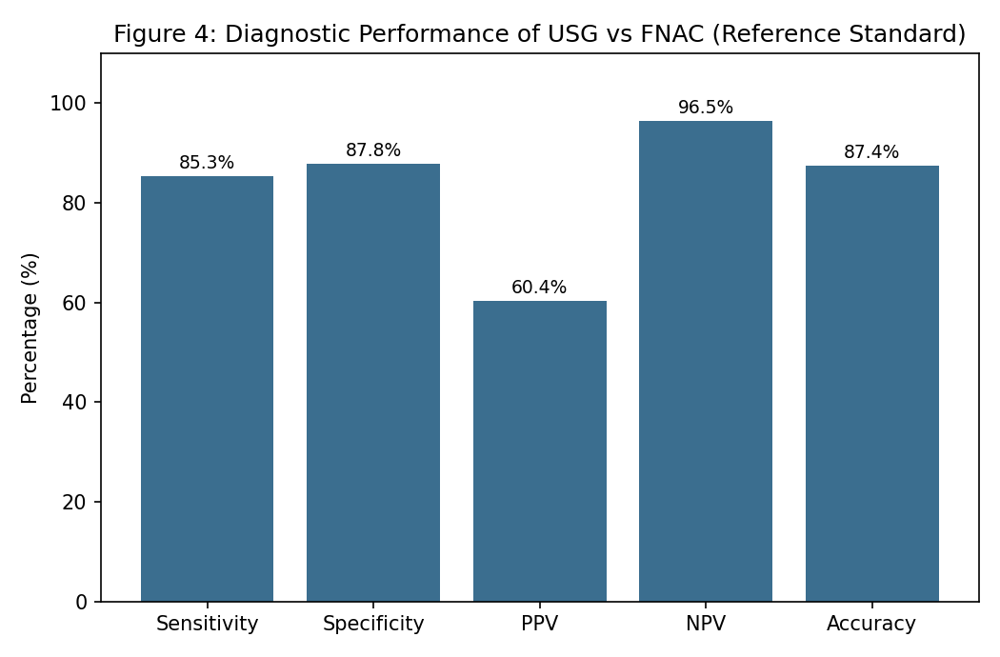 Figure 4: Diagnostic Performance of USG vs FNAC (Reference Standard)
Percentage (%)
100
80
60
40
20
0
85.3%
87.8%
60.4%
96.5%
87.4%
Sensitivity
Specificity
PPV
NPV
Accuracy